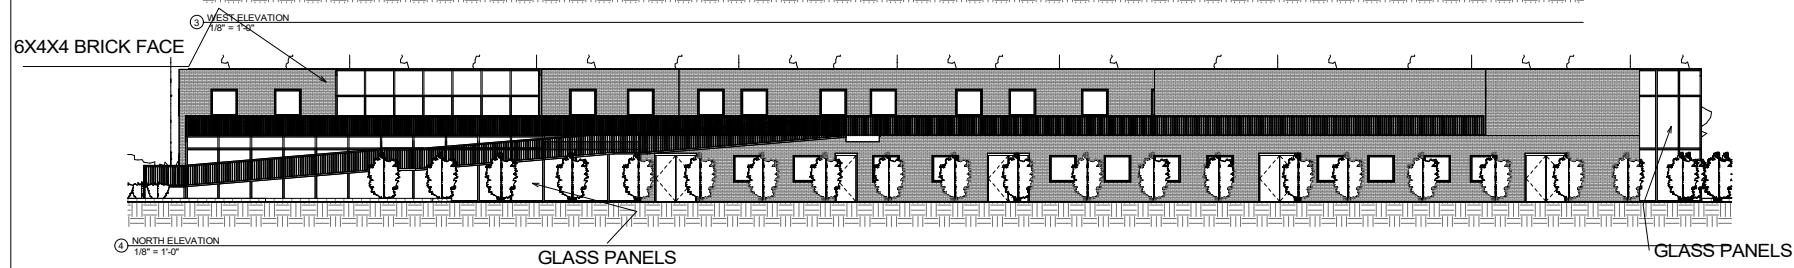 3 WEST ELEVATION
1/8" = 1'-0"
6X4X4 BRICK FACE
4 NORTH ELEVATION
1/8" = 1'-0"
GLASS PANELS
GLASS PANELS